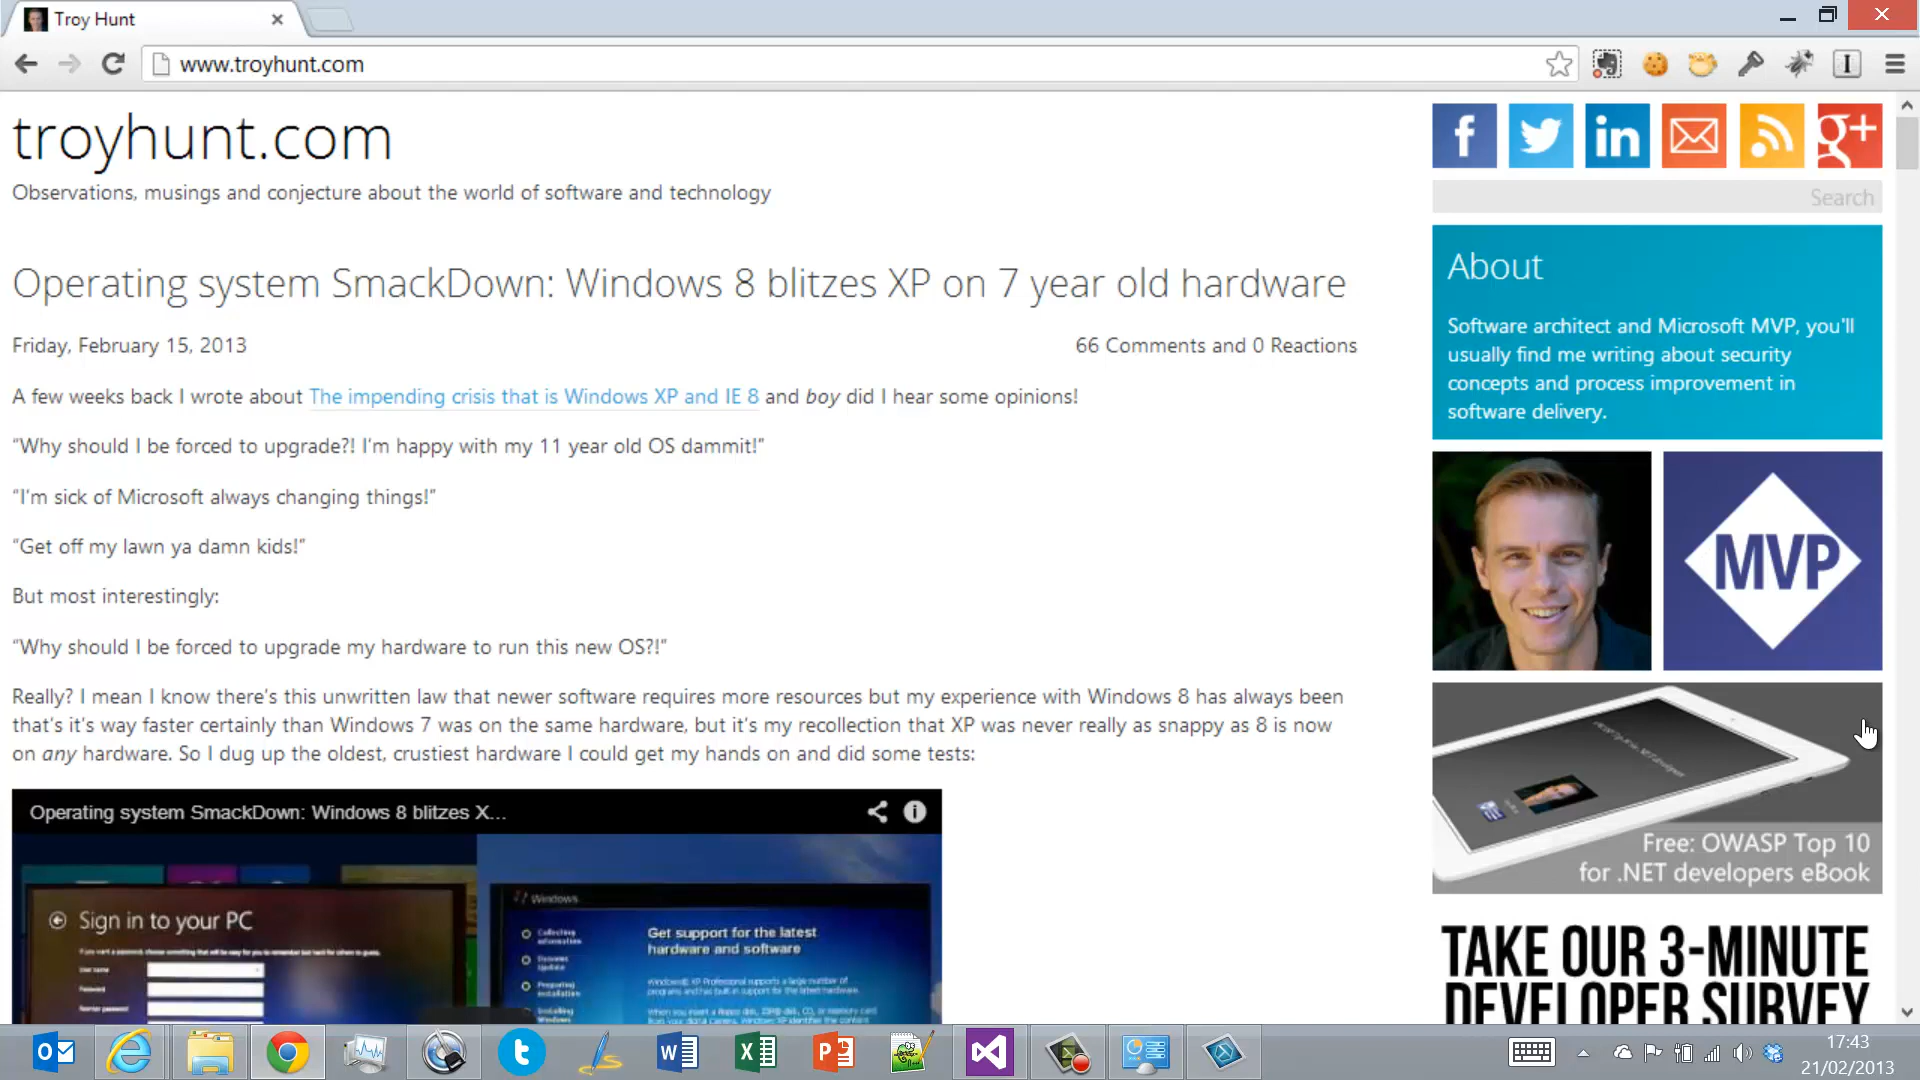 Troy Hunt
www.troyhunt.com
troyhunt.com
Observations, musings and conjecture about the world of software and technology
Operating system SmackDown: Windows 8 blitzes XP on 7 year old hardware
Friday, February 15, 2013
66 Comments and 0 Reactions
A few weeks back I wrote about The impending crisis that is Windows XP and IE 8 and boy did I hear some opinions!
“Why should I be forced to upgrade?! I’m happy with my 11 year old OS dammit!”
“I’m sick of Microsoft always changing things!”
“Get off my lawn ya damn kids!”
But most interestingly:
“Why should I be forced to upgrade my hardware to run this new OS?!”
Really? I mean I know there’s this unwritten law that newer software requires more resources but my experience with Windows 8 has always been
that’s it’s way faster certainly than Windows 7 was on the same hardware, but it’s my recollection that XP was never really as snappy as 8 is now
on any hardware. So I dug up the oldest, crustiest hardware I could get my hands on and did some tests:
Operating system SmackDown: Windows 8 blitzes X...
Sign in to your PC
User name
Password
Windows
Collecting
information
Dynamic
Update
Preparing
installation
Installing
Windows
Get support for the latest
hardware and software
f
in
g+
Search
About
Software architect and Microsoft MVP, you'll
usually find me writing about security
concepts and process improvement in
software delivery.
MVP
Free: OWASP Top 10
for .NET developers eBook
TAKE OUR 3-MINUTE
DEVELOPER SURVEY
17:43
21/02/2013